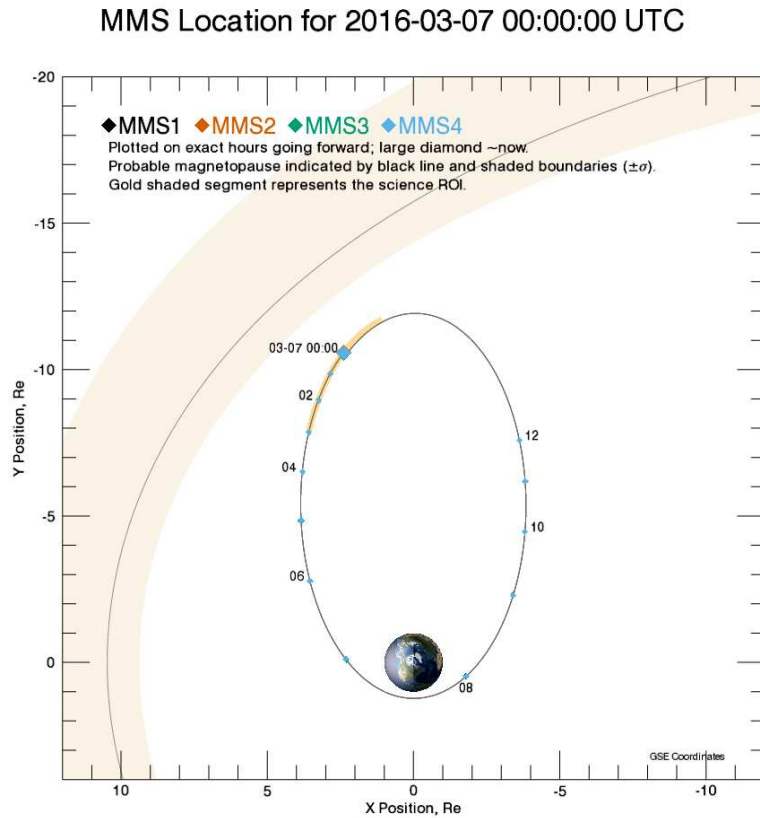 MMS Location for 2016-03-07 00:00:00 UTC
-20
◆MMS1 ◆MMS2 ◆MMS3 ◆MMS4
Plotted on exact hours going forward; large diamond ~now.
Probable magnetopause indicated by black line and shaded boundaries (±σ).
Gold shaded segment represents the science ROI.
-15
03-07 00:00
-10
02
12
04
Y Position, Re
-5
10
06
0
08
GSE Coordinates
10 5 0 -5 -10
X Position, Re